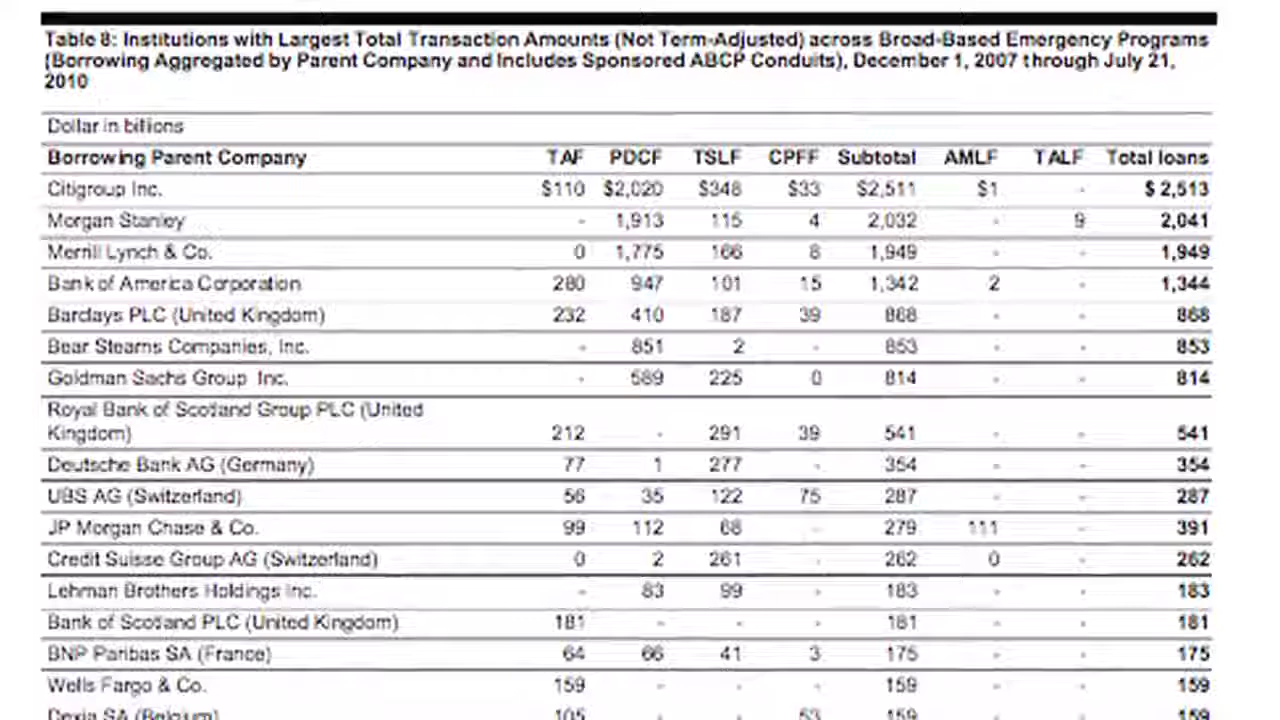 Table 8: Institutions with Largest Total Transaction Amounts (Not Term-Adjusted) across Broad-Based Emergency Programs
(Borrowing Aggregated by Parent Company and Includes Sponsored ABCP Conduits), December 1, 2007 through July 21,
2010
Dollar in billions
Borrowing Parent Company TAF PDCF TSLF CPFF Subtotal AMLF TALF Total loans
Citigroup Inc. $110 $2,020 $348 $33 $2,511 $1 - $ 2,513
Morgan Stanley - 1,913 115 4 2,032 - 9 2,041
Merrill Lynch & Co. 0 1,775 166 8 1,949 - - 1,949
Bank of America Corporation 280 947 101 15 1,342 2 - 1,344
Barclays PLC (United Kingdom) 232 410 187 39 868 - - 868
Bear Stearns Companies, Inc. - 851 2 - 853 - - 853
Goldman Sachs Group Inc. - 589 225 0 814 - - 814
Royal Bank of Scotland Group PLC (United
Kingdom) 212 - 291 39 541 - - 541
Deutsche Bank AG (Germany) 77 1 277 - 354 - - 354
UBS AG (Switzerland) 56 35 122 75 287 - - 287
JP Morgan Chase & Co. 99 112 68 - 279 111 - 391
Credit Suisse Group AG (Switzerland) 0 2 261 - 262 0 - 262
Lehman Brothers Holdings Inc. - 83 99 - 183 - - 183
Bank of Scotland PLC (United Kingdom) 181 - - - 181 - - 181
BNP Paribas SA (France) 64 66 41 3 175 - - 175
Wells Fargo & Co. 159 - - - 159 - - 159
Dexia SA (Belgium) 105 - - 53 159 - - 159